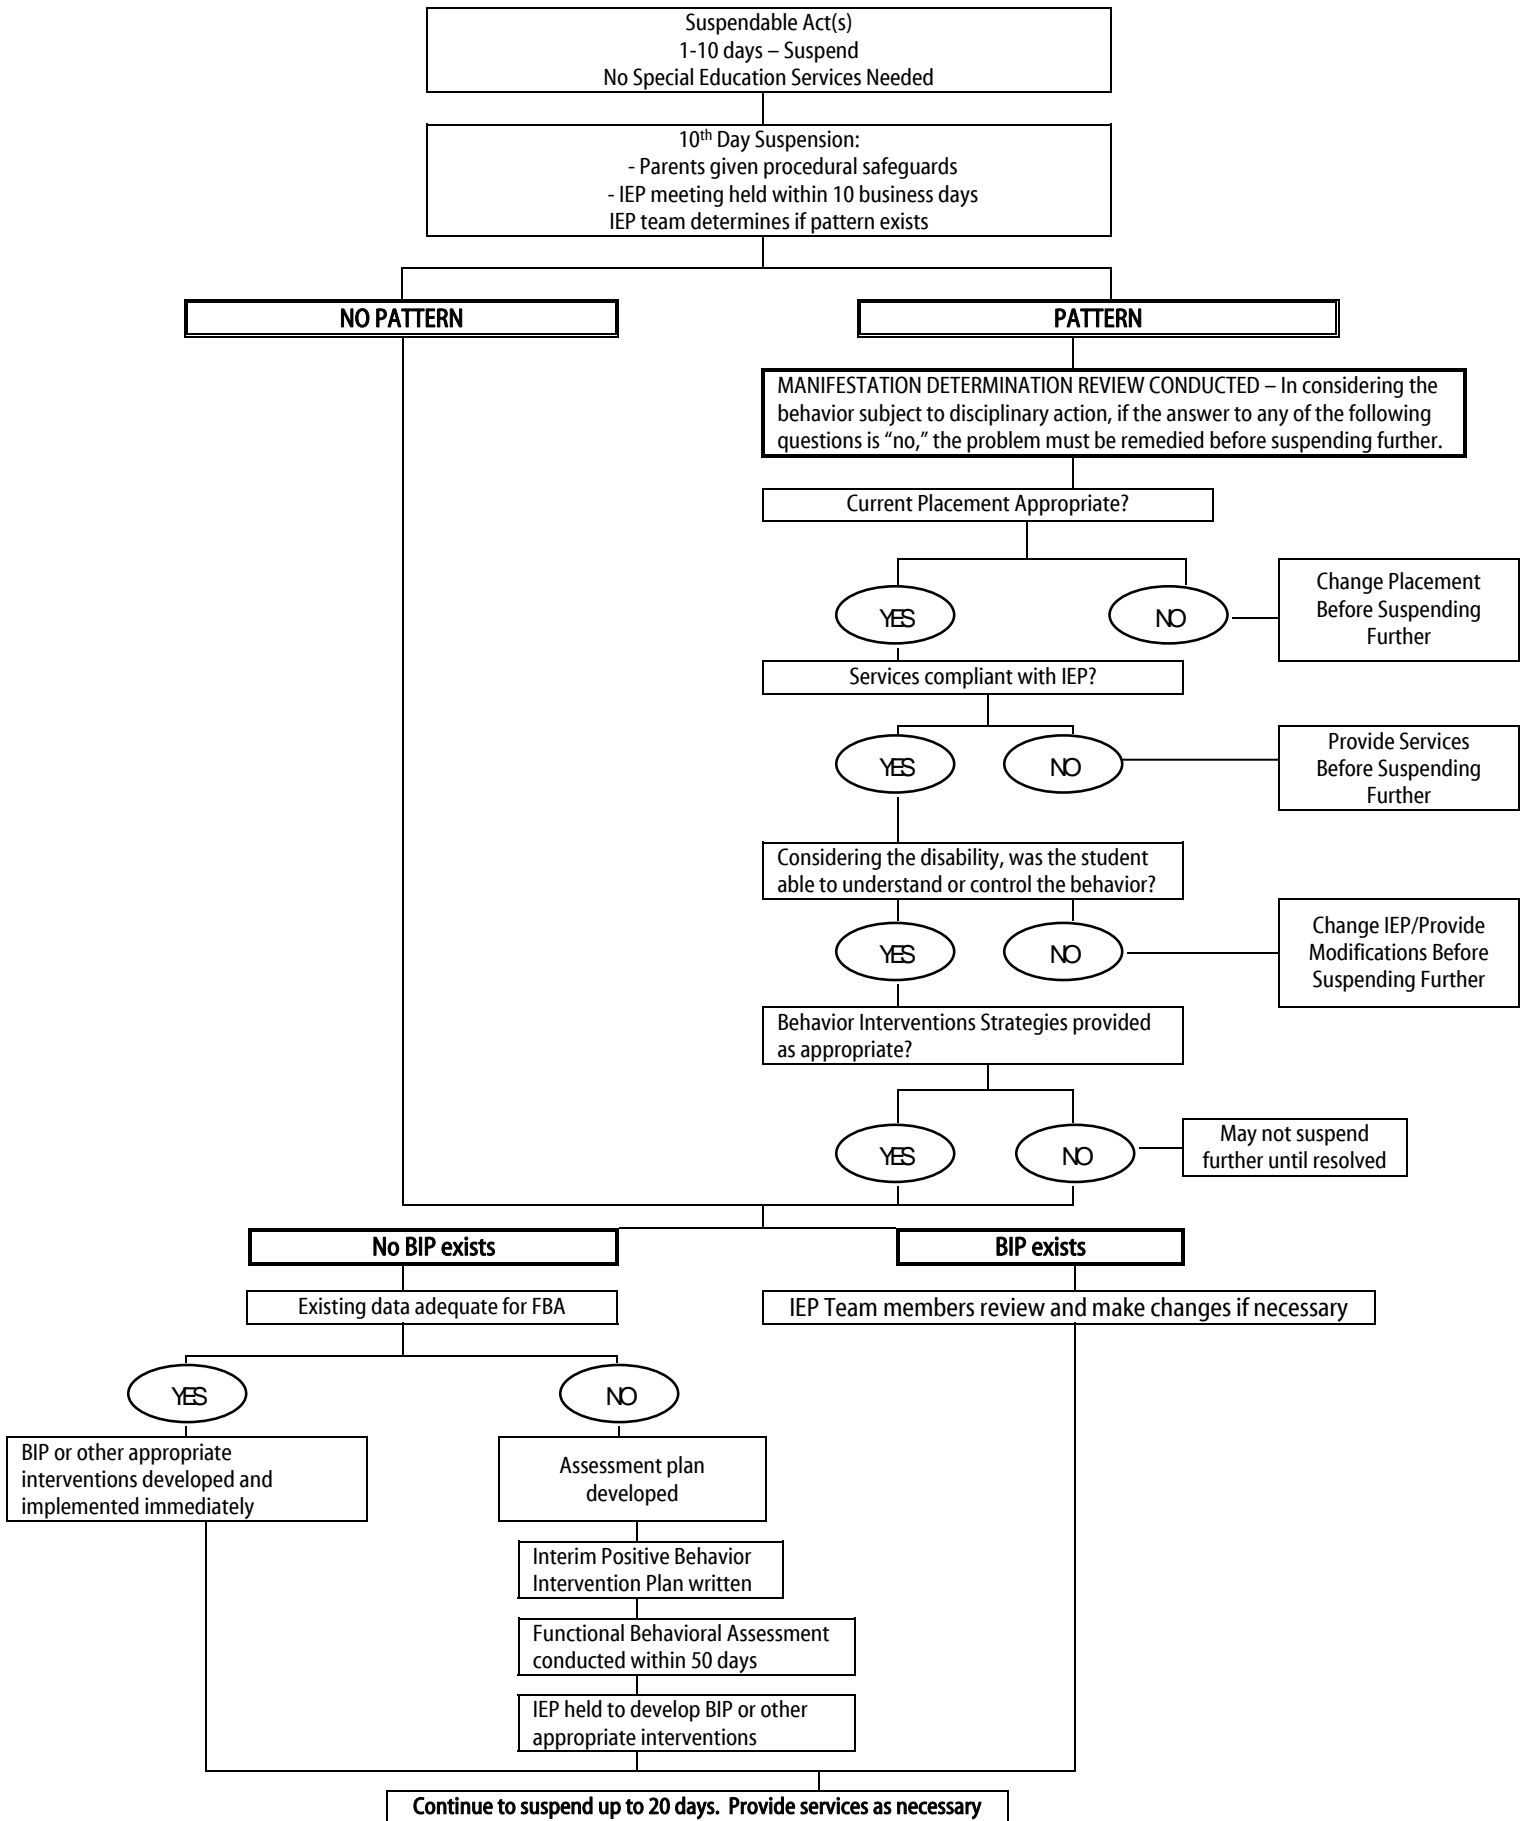 Suspendable Act(s)
1-10 days – Suspend
No Special Education Services Needed
10th Day Suspension:
- Parents given procedural safeguards
- IEP meeting held within 10 business days
IEP team determines if pattern exists
NO PATTERN
PATTERN
MANIFESTATION DETERMINATION REVIEW CONDUCTED – In considering the
behavior subject to disciplinary action, if the answer to any of the following
questions is “no,” the problem must be remedied before suspending further.
Current Placement Appropriate?
YES
NO
Change Placement
Before Suspending
Further
Services compliant with IEP?
YES
NO
Provide Services
Before Suspending
Further
Considering the disability, was the student
able to understand or control the behavior?
YES
NO
Change IEP/Provide
Modifications Before
Suspending Further
Behavior Interventions Strategies provided
as appropriate?
YES
NO
May not suspend
further until resolved
No BIP exists
BIP exists
Existing data adequate for FBA
IEP Team members review and make changes if necessary
YES
NO
BIP or other appropriate
interventions developed and
implemented immediately
Assessment plan
developed
Interim Positive Behavior
Intervention Plan written
Functional Behavioral Assessment
conducted within 50 days
IEP held to develop BIP or other
appropriate interventions
Continue to suspend up to 20 days.  Provide services as necessary